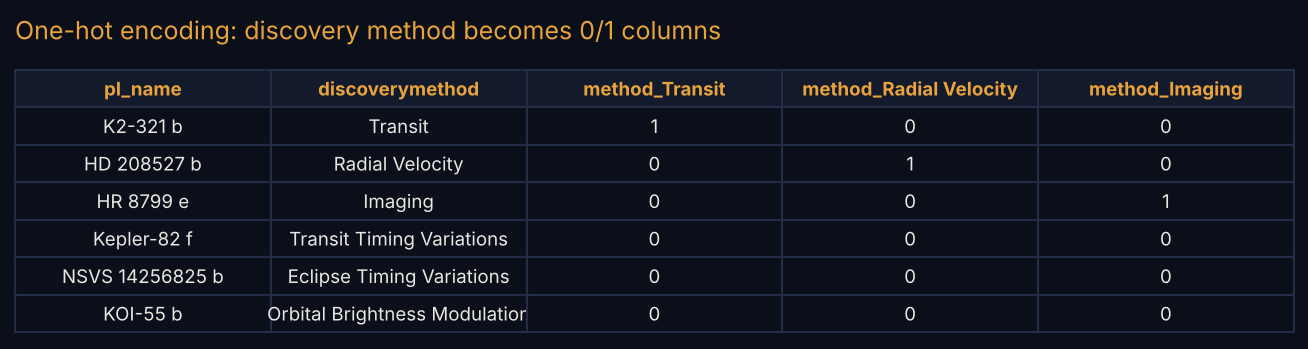 One-hot encoding: discovery method becomes 0/1 columns
pl_name discoverymethod method_Transit method_Radial Velocity method_Imaging
K2-321 b Transit 1 0 0
HD 208527 b Radial Velocity 0 1 0
HR 8799 e Imaging 0 0 1
Kepler-82 f Transit Timing Variations 0 0 0
NSVS 14256825 b Eclipse Timing Variations 0 0 0
KOI-55 b Orbital Brightness Modulation 0 0 0